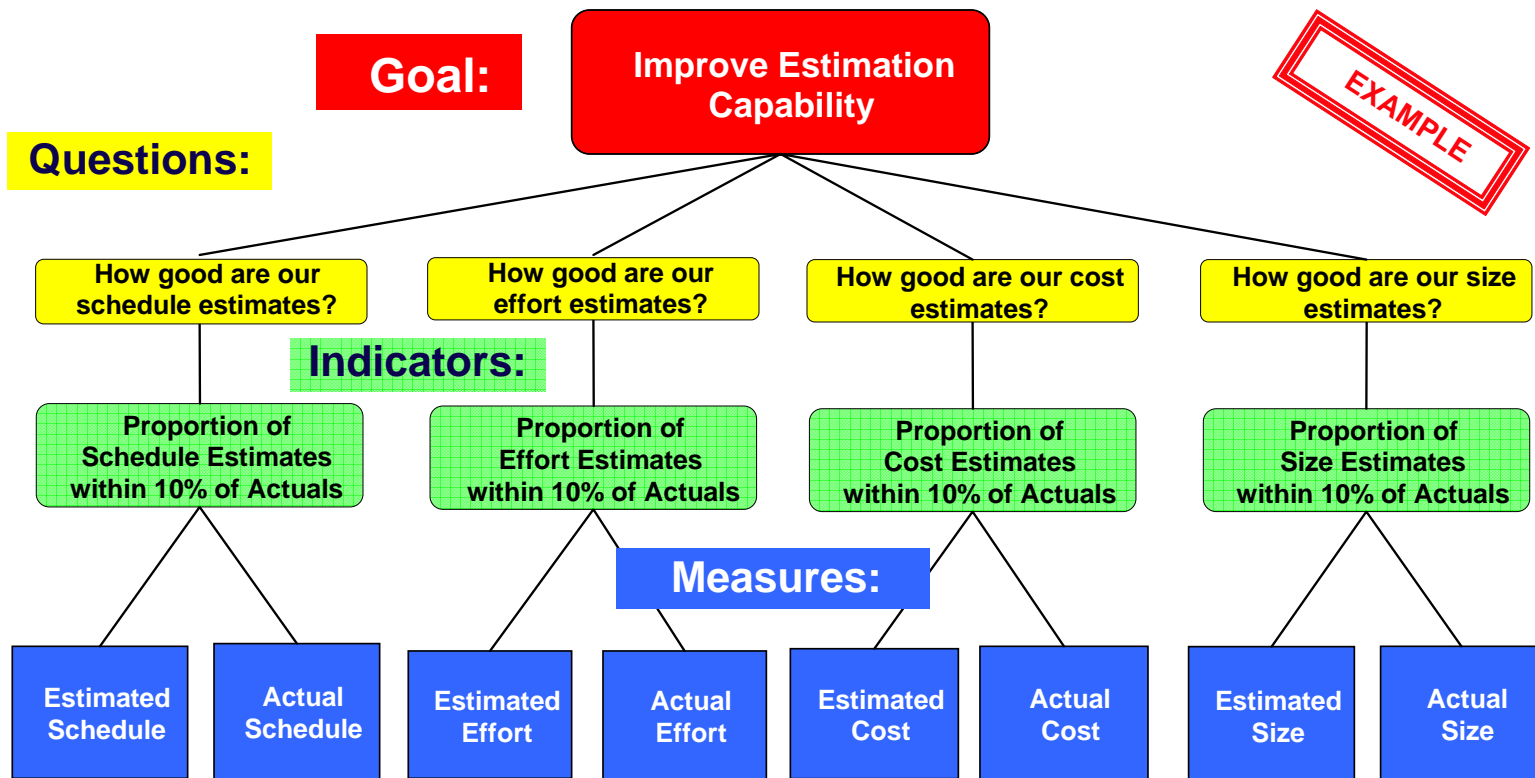 Goal:
Improve Estimation
Capability
EXAMPLE
Questions:
How good are our
schedule estimates?
How good are our
effort estimates?
How good are our cost
estimates?
How good are our size
estimates?
Indicators:
Proportion of
Schedule Estimates
within 10% of Actuals
Proportion of
Effort Estimates
within 10% of Actuals
Proportion of
Cost Estimates
within 10% of Actuals
Proportion of
Size Estimates
within 10% of Actuals
Measures:
Estimated
Schedule
Actual
Schedule
Estimated
Effort
Actual
Effort
Estimated
Cost
Actual
Cost
Estimated
Size
Actual
Size